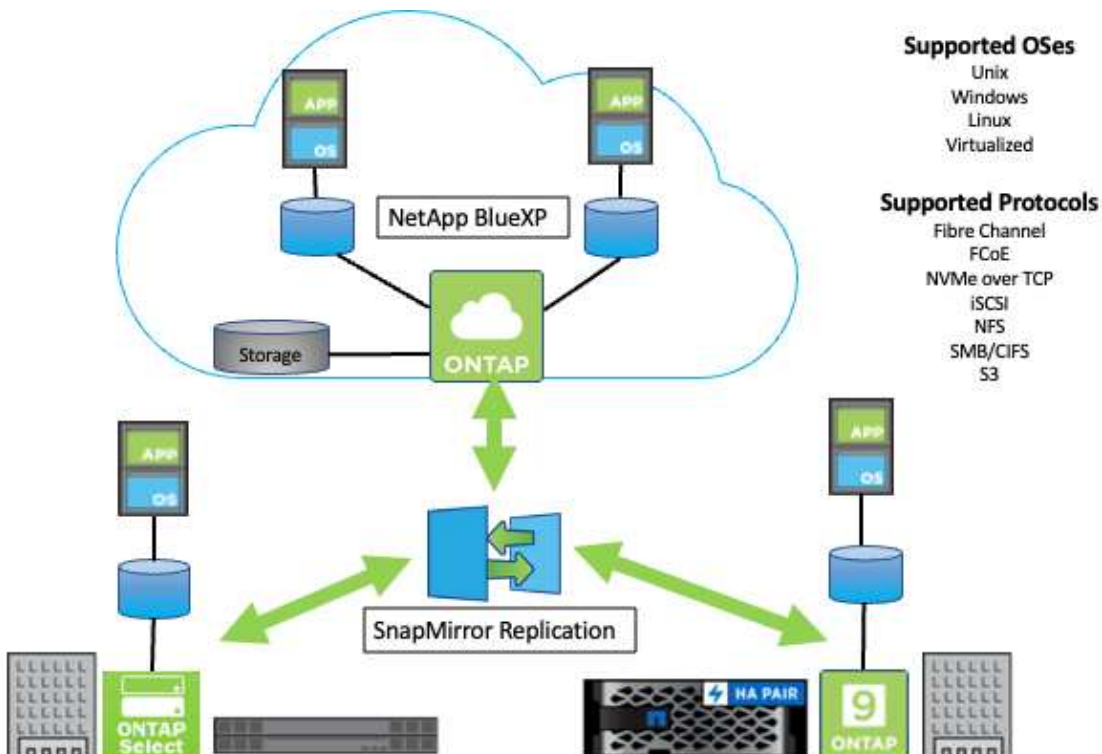 Supported OSes
Unix
Windows
Linux
Virtualized
Supported Protocols
Fibre Channel
FCoE
NVMe over TCP
iSCSI
NFS
SMB/CIFS
S3
APP
OS
APP
OS
NetApp BlueXP
Storage
ONTAP
APP
OS
APP
OS
SnapMirror Replication
ONTAP
Select
HA PAIR
9
ONTAP